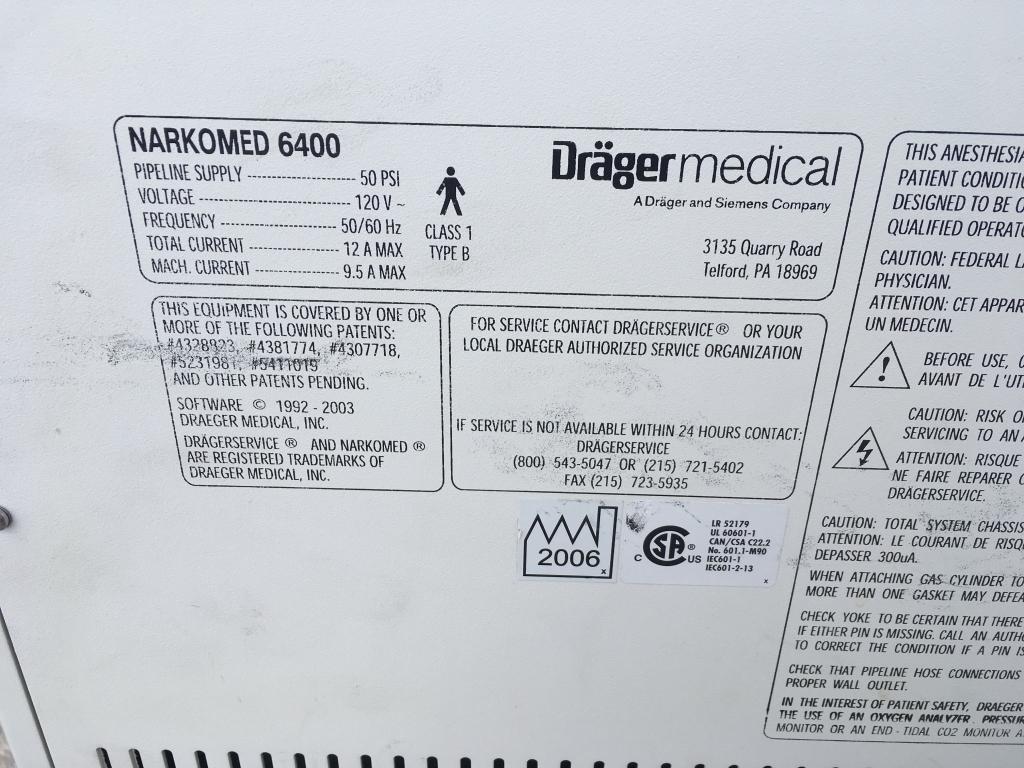 NARKOMED 6400
PIPELINE SUPPLY -------------------- 50 PSI
VOLTAGE ----------------------------- 120 V ~
FREQUENCY --------------------- 50/60 Hz
TOTAL CURRENT --------------- 12 A MAX
MACH. CURRENT -------------- 9.5 A MAX
CLASS 1
TYPE B
Drägermedical
A Dräger and Siemens Company
3135 Quarry Road
Telford, PA 18969
THIS EQUIPMENT IS COVERED BY ONE OR
MORE OF THE FOLLOWING PATENTS:
#4328823, #4381774, #4307718,
#5231981, #5411019
AND OTHER PATENTS PENDING.
SOFTWARE © 1992 - 2003
DRAEGER MEDICAL, INC.
DRÄGERSERVICE ® AND NARKOMED ®
ARE REGISTERED TRADEMARKS OF
DRAEGER MEDICAL, INC.
FOR SERVICE CONTACT DRÄGERSERVICE ® OR YOUR
LOCAL DRAEGER AUTHORIZED SERVICE ORGANIZATION
IF SERVICE IS NOT AVAILABLE WITHIN 24 HOURS CONTACT:
DRÄGERSERVICE
(800) 543-5047 OR (215) 721-5402
FAX (215) 723-5935
2006
x
C SA ® C US
LR 52179
UL 60601-1
CAN/CSA C22.2
No. 601.1-M90
IEC601-1
IEC601-2-13
x
THIS ANESTHESIA
PATIENT CONDITIO
DESIGNED TO BE O
QUALIFIED OPERATO
CAUTION: FEDERAL LA
PHYSICIAN.
ATTENTION: CET APPAR
UN MEDECIN.
BEFORE USE, C
AVANT DE L'UTI
CAUTION: RISK O
SERVICING TO AN
ATTENTION: RISQUE
NE FAIRE REPARER
DRÄGERSERVICE.
CAUTION: TOTAL SYSTEM CHASSIS
ATTENTION: LE COURANT DE RISQ
DEPASSER 300uA.
WHEN ATTACHING GAS CYLINDER TO
MORE THAN ONE GASKET MAY DEFEA
CHECK YOKE TO BE CERTAIN THAT THERE
IF EITHER PIN IS MISSING. CALL AN AUTHO
TO CORRECT THE CONDITION IF A PIN IS
CHECK THAT PIPELINE HOSE CONNECTIONS
PROPER WALL OUTLET.
IN THE INTEREST OF PATIENT SAFETY, DRAEGER
THE USE OF AN OXYGEN ANALYZER. PRESSUR
MONITOR OR AN END - TIDAL CO2 MONITOR A